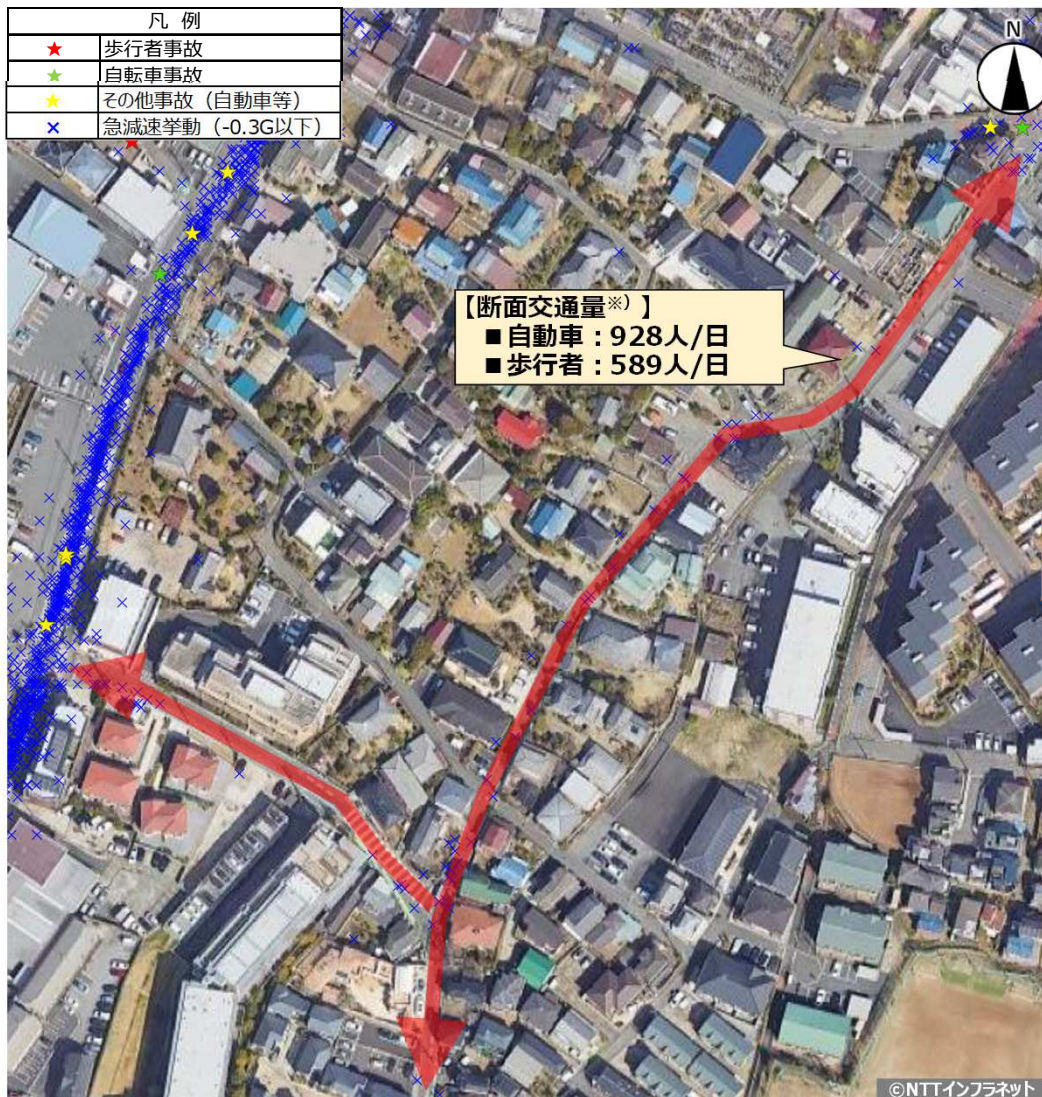 凡 例
歩行者事故
自転車事故
その他事故（自動車等）
急減速挙動（-0.3G以下）
N
【断面交通量※）】
■自動車：928人/日
■歩行者：589人/日
©NTTインフラネット